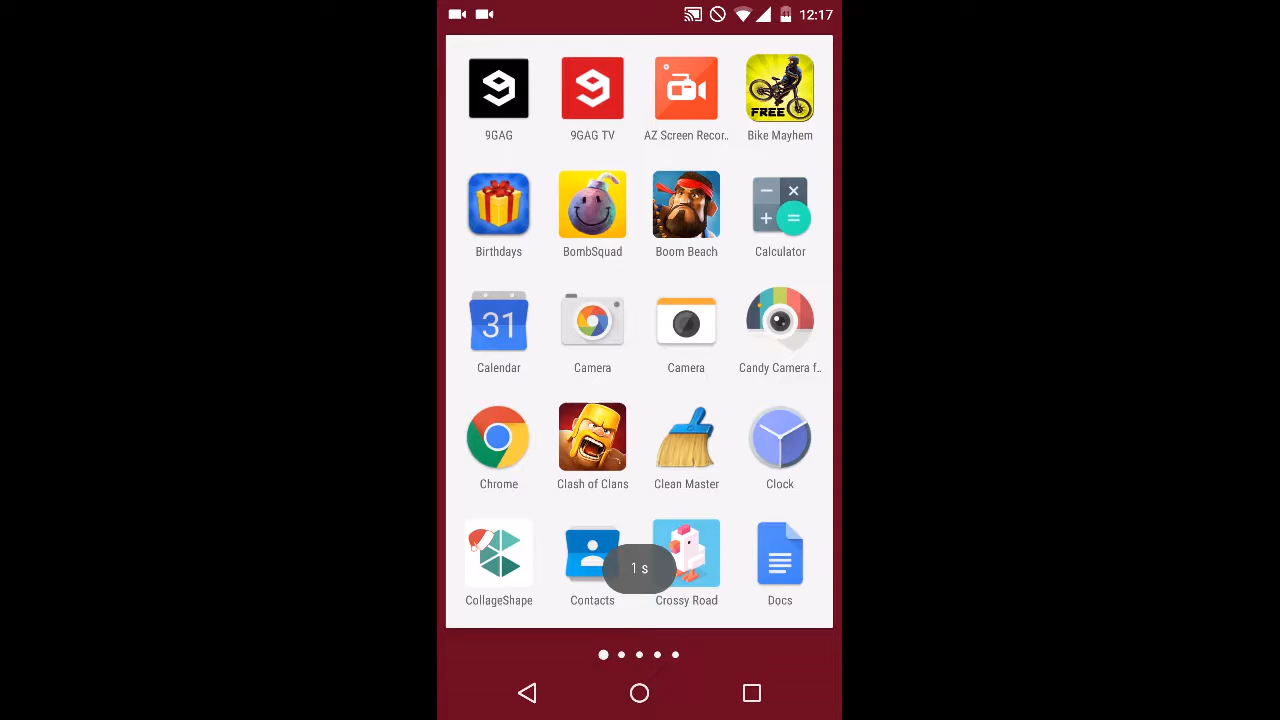 12:17
9GAG
9GAG TV
AZ Screen Recor..
FREE
Bike Mayhem
Birthdays
BombSquad
Boom Beach
Calculator
31
Calendar
Camera
Camera
Candy Camera f..
Chrome
Clash of Clans
Clean Master
Clock
1 s
CollageShape
Contacts
Crossy Road
Docs